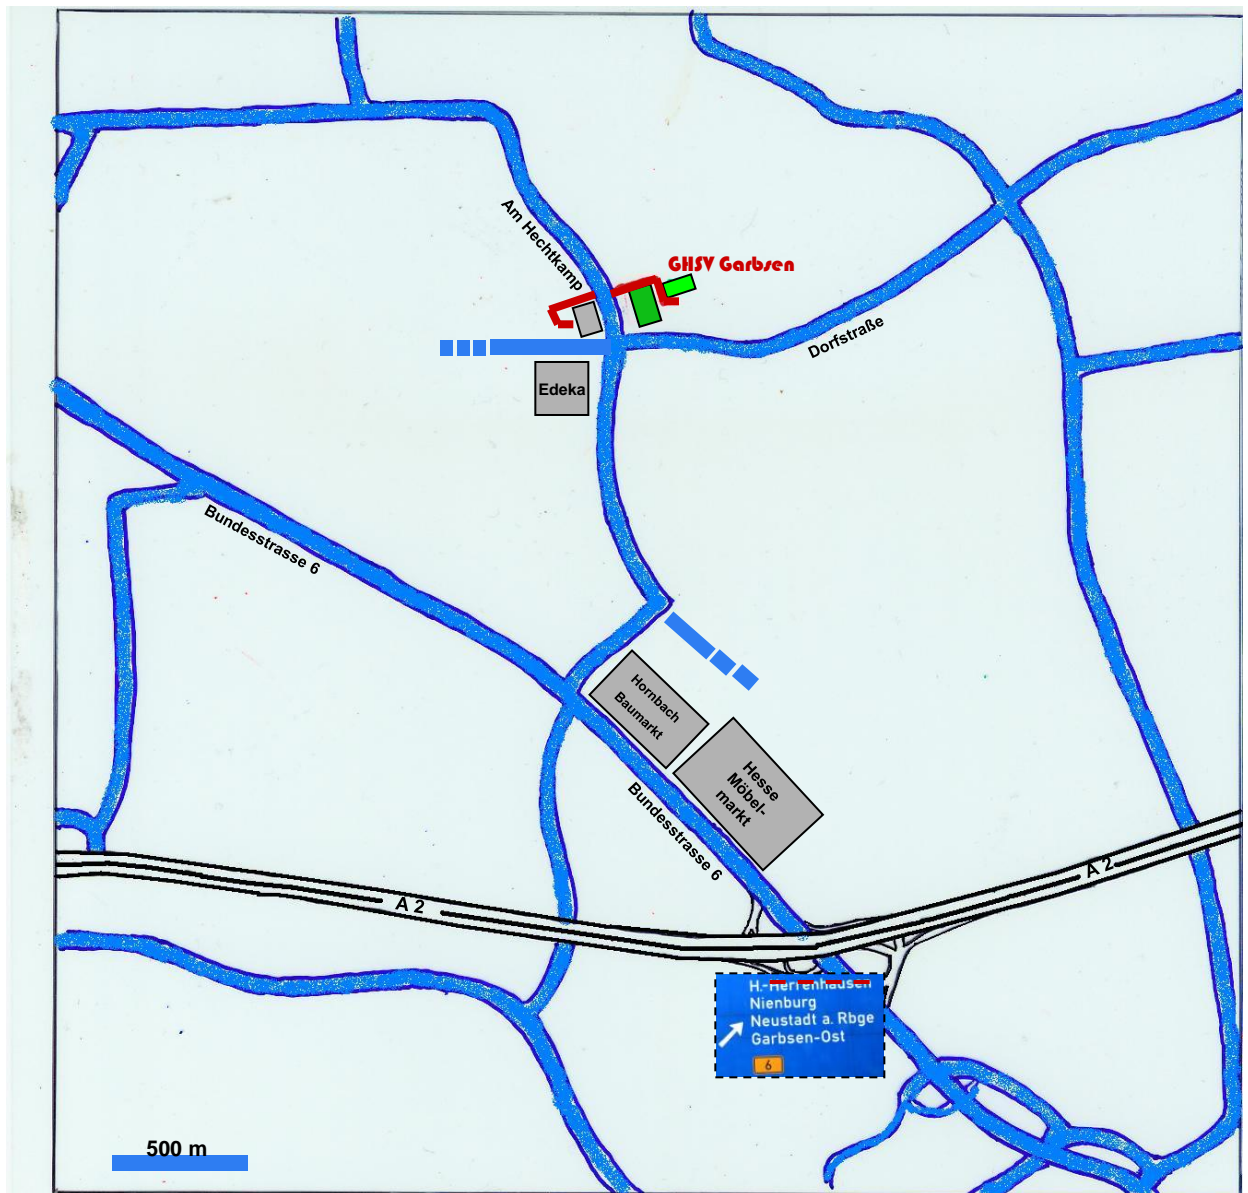 Am Hechtkamp
GHSV Garbsen
Dorfstraße
Edeka
Bundesstrasse 6
Hornbach
Baumarkt
Hesse
Möbel-
markt
Bundesstrasse 6
A 2
A 2
H.-Herrenhausen
Nienburg
Neustadt a. Rbge
Garbsen-Ost
6
500 m